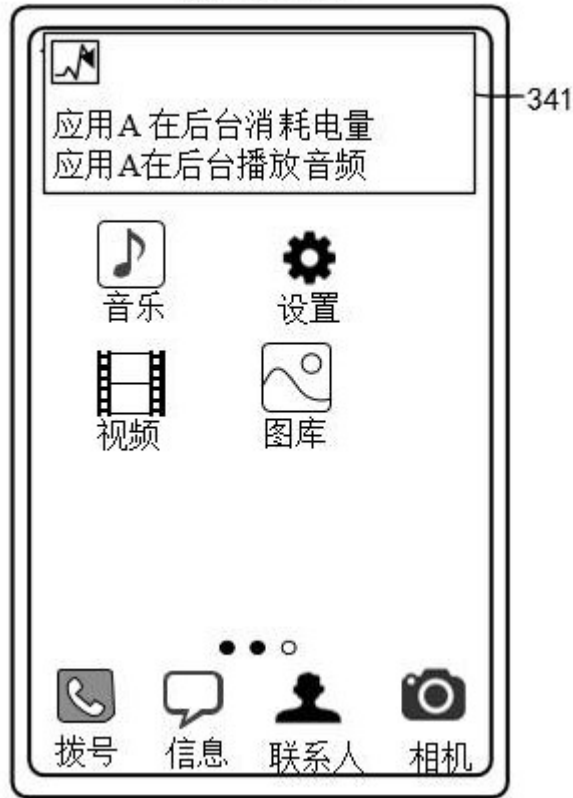 应用A 在后台消耗电量
应用A在后台播放音频
341
音乐
设置
视频
图库
拨号
信息
联系人
相机